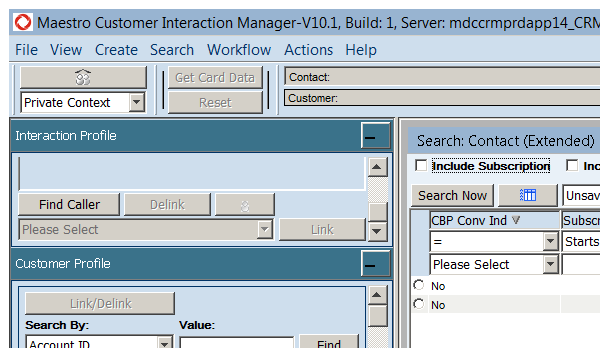 Maestro Customer Interaction Manager-V10.1, Build: 1, Server: mdccrmprdapp14_CRM
File View Create Search Workflow Actions Help
Get Card Data
Contact:
Private Context
Reset
Customer:
Interaction Profile
Find Caller Delink
Please Select Link
Customer Profile
Link/Delink
Search By: Value:
Account ID Find
Search: Contact (Extended)
Include Subscription Inc
Search Now Unsav
CBP Conv Ind Subscr
= Starts
Please Select
No
No